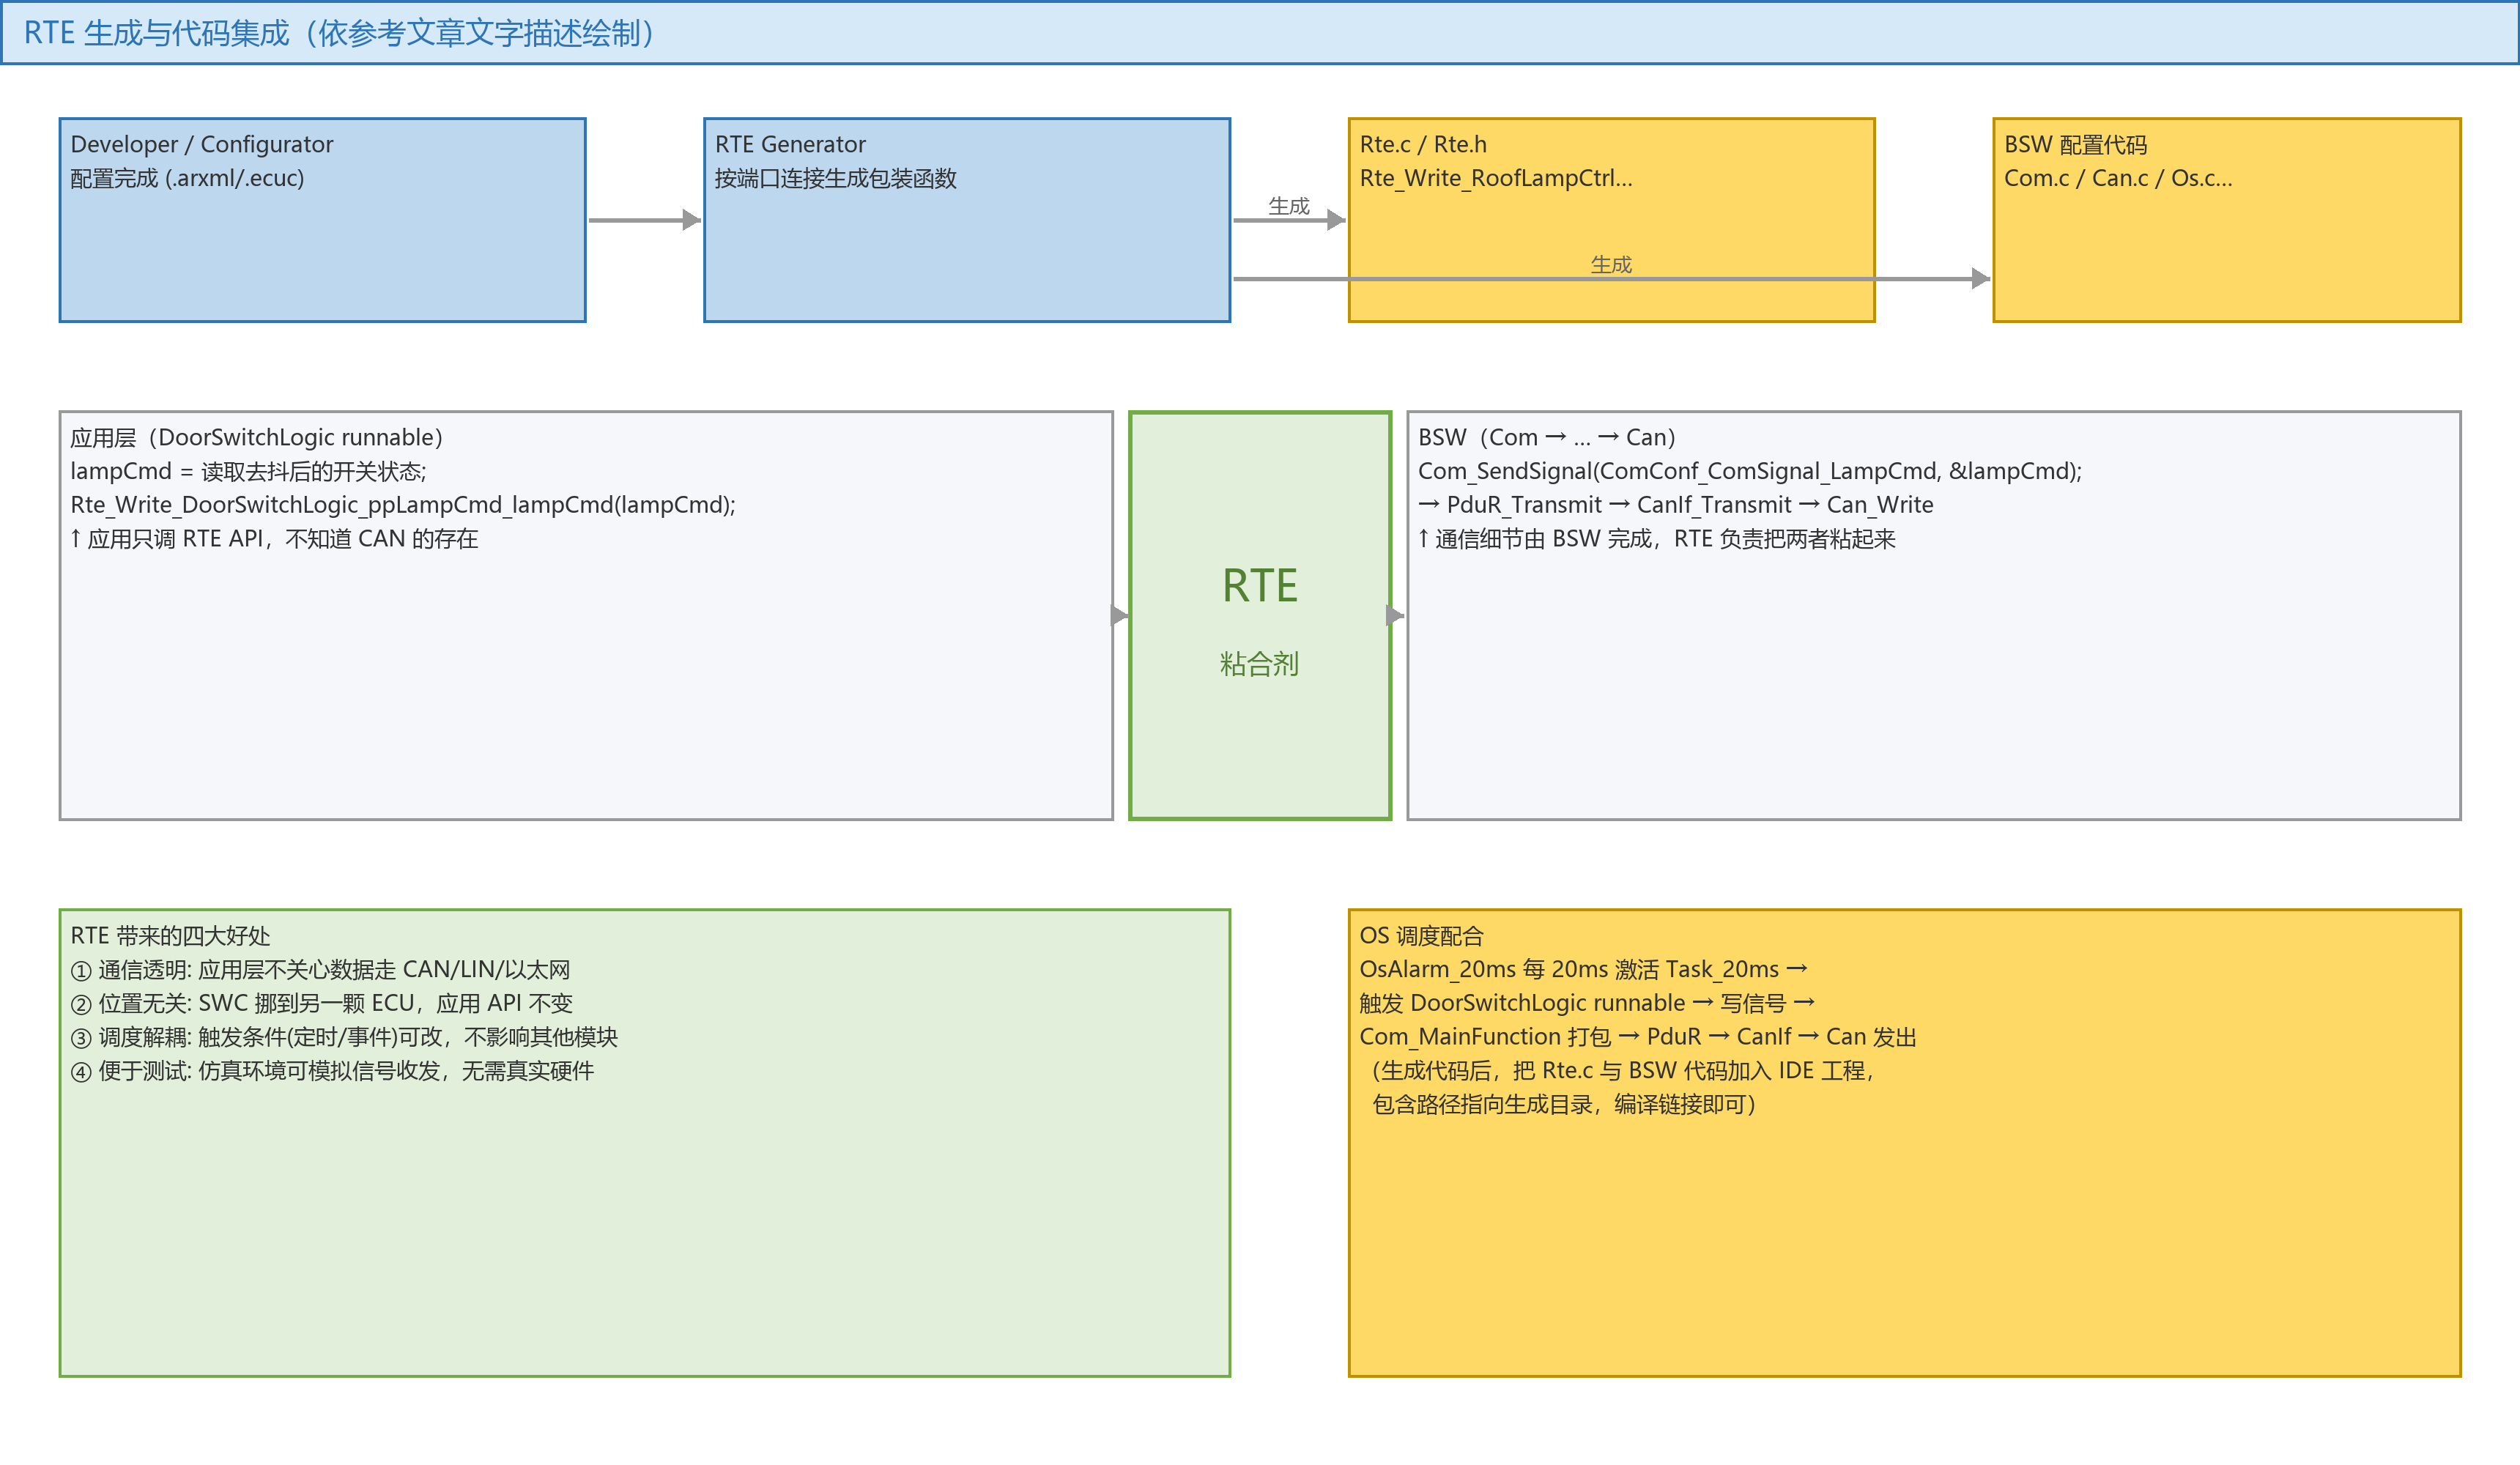 RTE 生成与代码集成（依参考文章文字描述绘制）
Developer / Configurator
配置完成 (.arxml/.ecuc)
RTE Generator
按端口连接生成包装函数
生成
Rte.c / Rte.h
Rte_Write_RoofLampCtrl...
生成
BSW 配置代码
Com.c / Can.c / Os.c...
应用层（DoorSwitchLogic runnable）
lampCmd = 读取去抖后的开关状态;
Rte_Write_DoorSwitchLogic_ppLampCmd_lampCmd(lampCmd);
↑ 应用只调 RTE API，不知道 CAN 的存在
RTE
粘合剂
BSW（Com → ... → Can）
Com_SendSignal(ComConf_ComSignal_LampCmd, &lampCmd);
→ PduR_Transmit → CanIf_Transmit → Can_Write
↑ 通信细节由 BSW 完成，RTE 负责把两者粘起来
RTE 带来的四大好处
① 通信透明: 应用层不关心数据走 CAN/LIN/以太网
② 位置无关: SWC 挪到另一颗 ECU，应用 API 不变
③ 调度解耦: 触发条件(定时/事件)可改，不影响其他模块
④ 便于测试: 仿真环境可模拟信号收发，无需真实硬件
OS 调度配合
OsAlarm_20ms 每 20ms 激活 Task_20ms →
触发 DoorSwitchLogic runnable → 写信号 →
Com_MainFunction 打包 → PduR → CanIf → Can 发出
（生成代码后，把 Rte.c 与 BSW 代码加入 IDE 工程，
包含路径指向生成目录，编译链接即可）